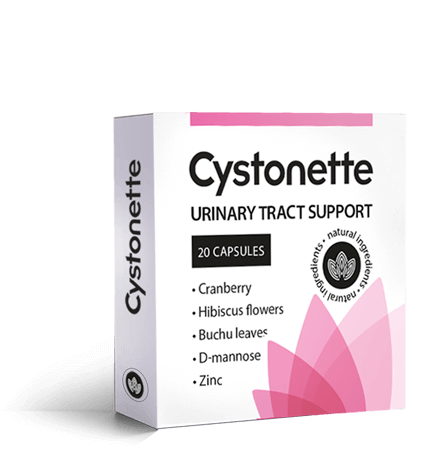 Cystonette
Cystonette
URINARY TRACT SUPPORT
20 CAPSULES
• natural ingredients • natural ingredients
• Cranberry
• Hibiscus flowers
• Buchu leaves
• D-mannose
• Zinc